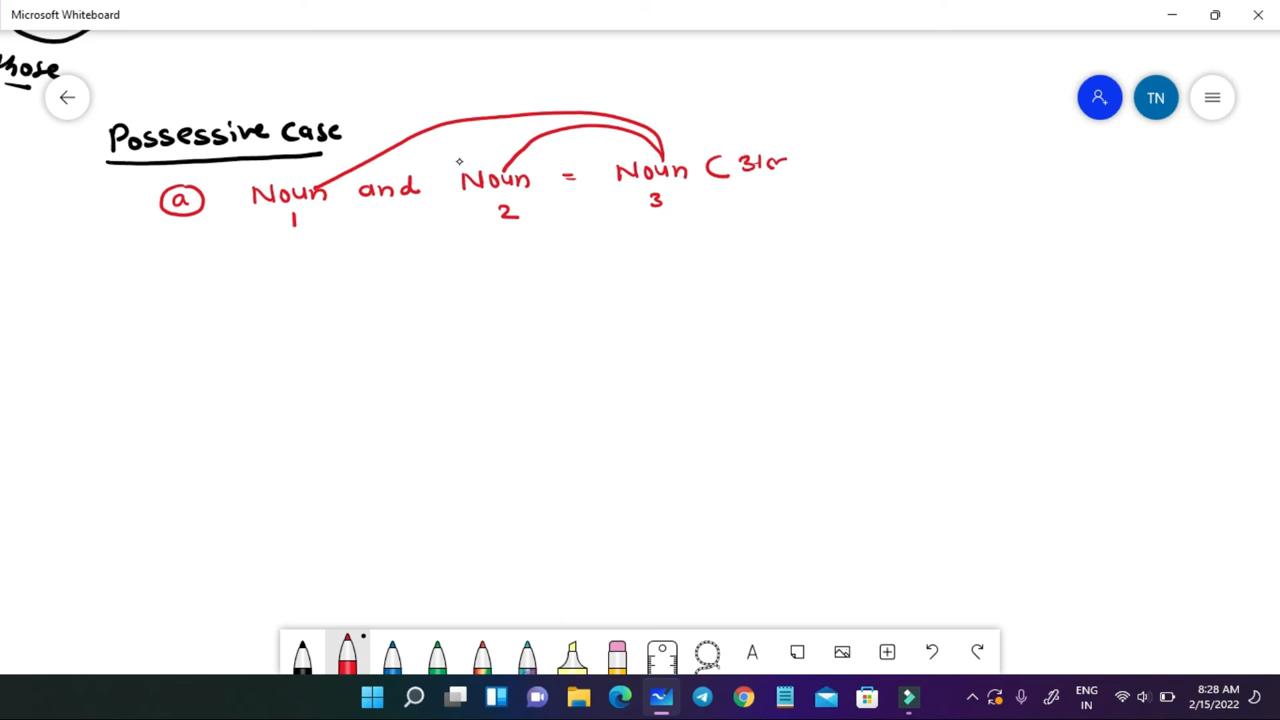 Microsoft Whiteboard
those
TN
Possessive Case
a Noun and Noun = Noun (
1 2 3
A
ENG
IN
8:28 AM
2/15/2022